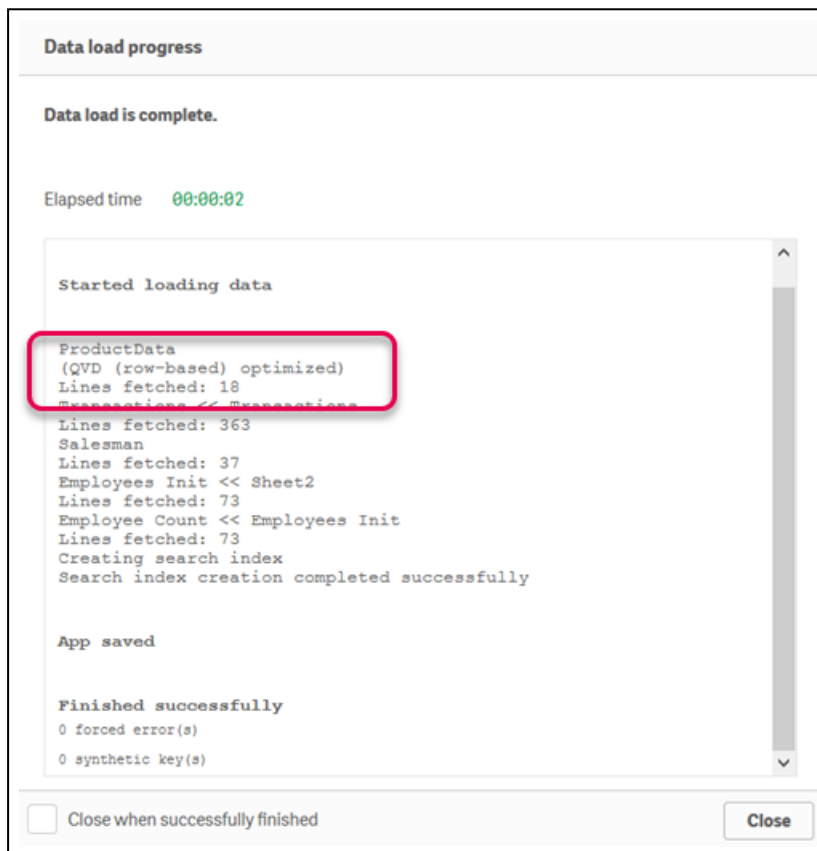 Data load progress
Data load is complete.
Elapsed time 00:00:02
Started loading data
ProductData
(QVD (row-based) optimized)
Lines fetched: 18
Transactions << Transactions
Lines fetched: 363
Salesman
Lines fetched: 37
Employees Init << Sheet2
Lines fetched: 73
Employee Count << Employees Init
Lines fetched: 73
Creating search index
Search index creation completed successfully
App saved
Finished successfully
0 forced error(s)
0 synthetic key(s)
Close when successfully finished
Close